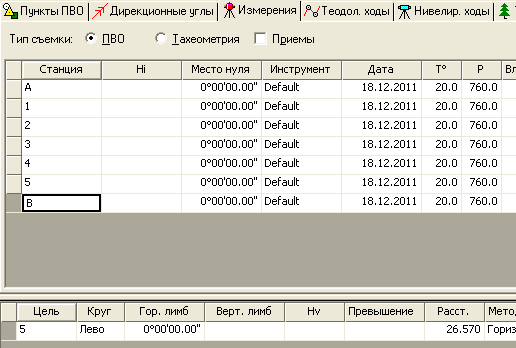 Пункты ПВО Дирекционные углы Измерения Теодол. ходы Нивелир. ходы
Тип съемки: ПВО Тахеометрия Приемы
Станция Hi Место нуля Инструмент Дата T° P Вл
А 0°00'00.00" Default 18.12.2011 20.0 760.0
1 0°00'00.00" Default 18.12.2011 20.0 760.0
2 0°00'00.00" Default 18.12.2011 20.0 760.0
3 0°00'00.00" Default 18.12.2011 20.0 760.0
4 0°00'00.00" Default 18.12.2011 20.0 760.0
5 0°00'00.00" Default 18.12.2011 20.0 760.0
В 0°00'00.00" Default 18.12.2011 20.0 760.0
Цель Круг Гор. лимб Верт. лимб Hv Превышение Расст. Мето,
5 Лево 0°00'00.00" 26.570 Гориз